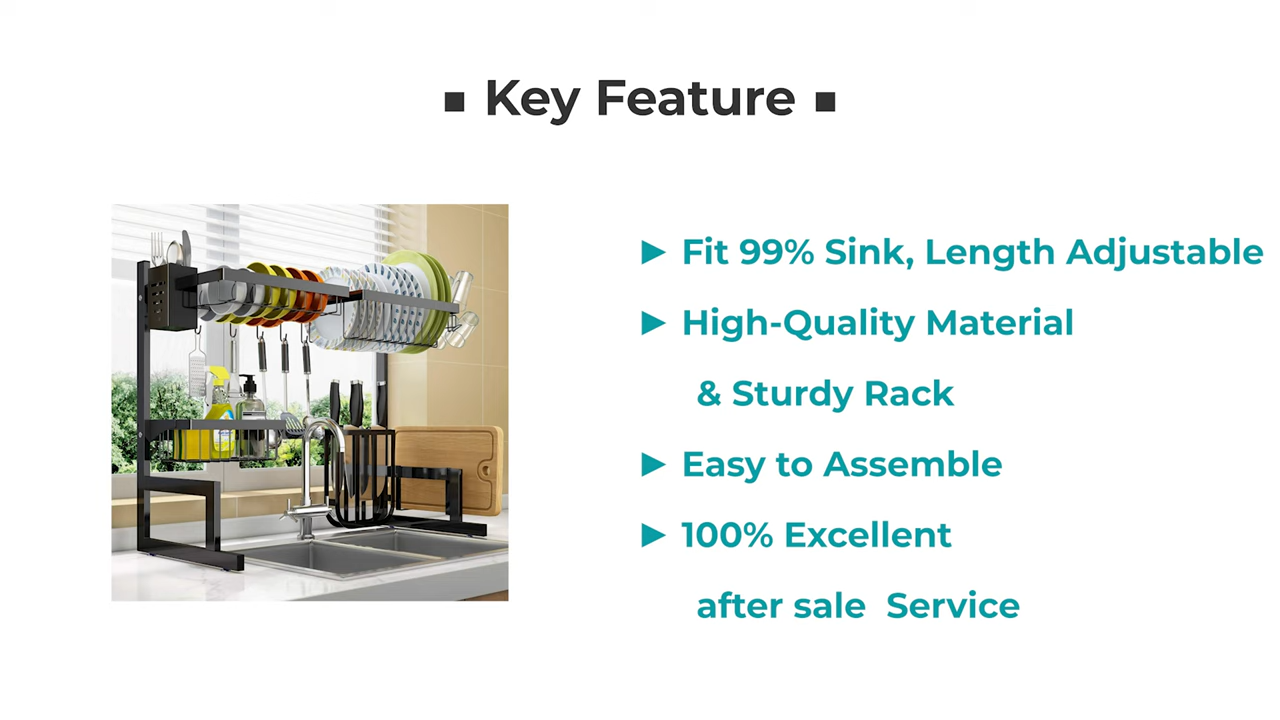 ▪ Key Feature ▪
► Fit 99% Sink, Length Adjustable
► High-Quality Material
& Sturdy Rack
► Easy to Assemble
► 100% Excellent
after sale  Service